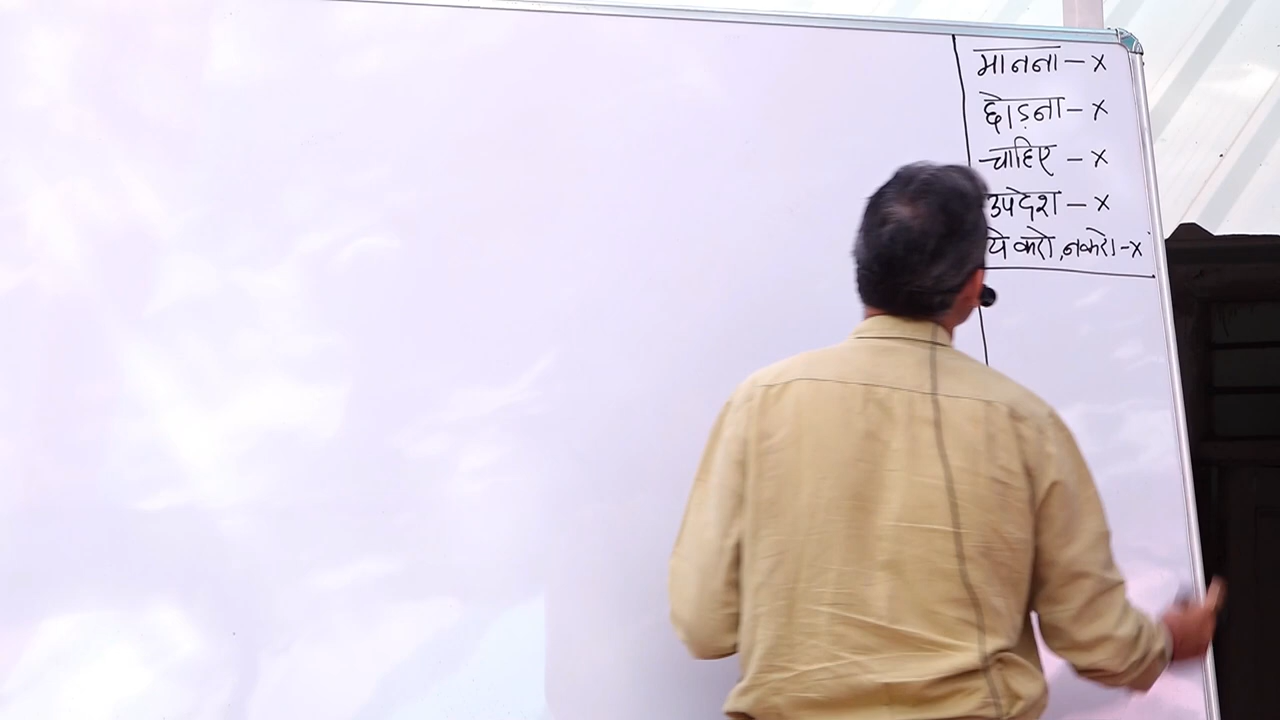 मानना - x
छोड़ना - x
चाहिए - x
उपदेश - x
ये करो, न करो - x